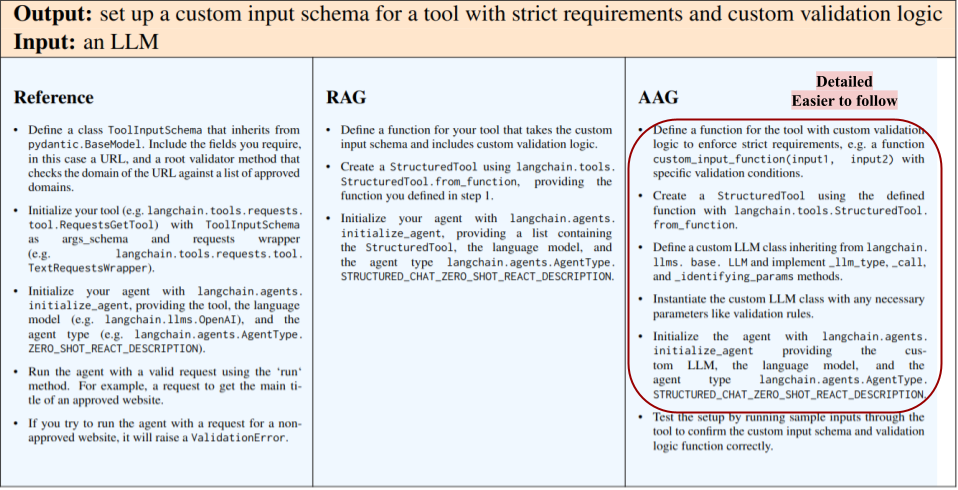 Output: set up a custom input schema for a tool with strict requirements and custom validation logic
Input: an LLM
Reference
• Define a class ToolInputSchema that inherits from
pydantic.BaseModel. Include the fields you require,
in this case a URL, and a root validator method that
checks the domain of the URL against a list of approved
domains.
• Initialize your tool (e.g. langchain.tools.requests.
tool.RequestsGetTool) with ToolInputSchema
as args_schema and requests wrapper
(e.g. langchain.tools.requests.tool.
TextRequestsWrapper).
• Initialize your agent with langchain.agents.
initialize_agent, providing the tool, the language
model (e.g. langchain.llms.OpenAI), and the
agent type (e.g. langchain.agents.AgentType.
ZERO_SHOT_REACT_DESCRIPTION).
• Run the agent with a valid request using the 'run'
method. For example, a request to get the main ti-
tle of an approved website.
• If you try to run the agent with a request for a non-
approved website, it will raise a ValidationError.
RAG
• Define a function for your tool that takes the custom
input schema and includes custom validation logic.
• Create a StructuredTool using langchain.tools.
StructuredTool.from_function, providing the
function you defined in step 1.
• Initialize your agent with langchain.agents.
initialize_agent, providing a list containing
the StructuredTool, the language model, and
the agent type langchain.agents.AgentType.
STRUCTURED_CHAT_ZERO_SHOT_REACT_DESCRIPTION.
Detailed
Easier to follow
AAG
• Define a function for the tool with custom validation
logic to enforce strict requirements, e.g. a function
custom_input_function(input1, input2) with
specific validation conditions.
• Create a StructuredTool using the defined
function with langchain.tools.StructuredTool.
from_function.
• Define a custom LLM class inheriting from langchain.
llms. base. LLM and implement _llm_type, _call,
and _identifying_params methods.
• Instantiate the custom LLM class with any necessary
parameters like validation rules.
• Initialize the agent with langchain.agents.
initialize_agent providing the cus-
tom LLM, the language model, and the
agent type langchain.agents.AgentType.
STRUCTURED_CHAT_ZERO_SHOT_REACT_DESCRIPTION.
• Test the setup by running sample inputs through the
tool to confirm the custom input schema and validation
logic function correctly.